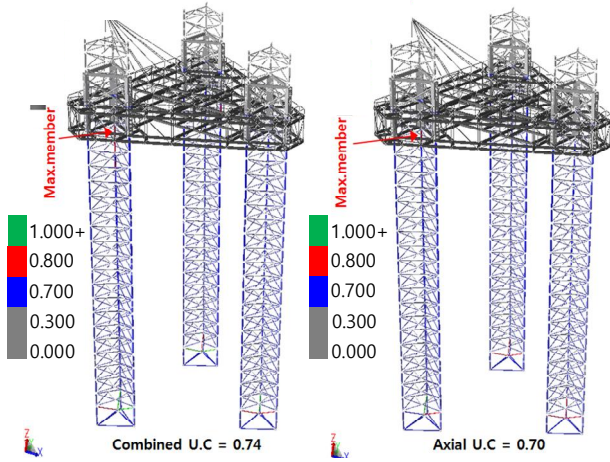 Max.member
1.000+
0.800
0.700
0.300
0.000
Z
Y
X
Combined U.C = 0.74
Max.member
1.000+
0.800
0.700
0.300
0.000
Z
Y
X
Axial U.C = 0.70